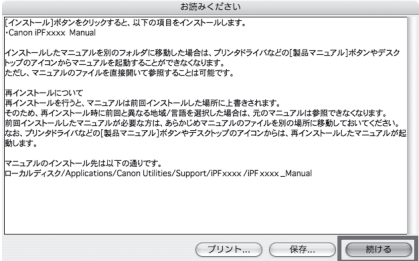 お読みください
[インストール]ボタンをクリックすると、以下の項目をインストールします。
・Canon iPFxxxx Manual
インストールしたマニュアルを別のフォルダに移動した場合は、プリンタドライバなどの[製品マニュアル]ボタンやデスク
トップのアイコンからマニュアルを起動することができなくなります。
ただし、マニュアルのファイルを直接開いて参照することは可能です。
再インストールについて
再インストールを行うと、マニュアルは前回インストールした場所に上書きされます。
そのため、再インストール時に前回と異なる地域/言語を選択した場合は、元のマニュアルは参照できなくなります。
前回インストールしたマニュアルが必要な方は、あらかじめマニュアルのファイルを別の場所に移動しておいてください。
なお、プリンタドライバなどの[製品マニュアル]ボタンやデスクトップのアイコンからは、再インストールしたマニュアルが起
動します。
マニュアルのインストール先は以下の通りです。
ローカルディスク/Applications/Canon Utilities/Support/iPFxxxx /iPF xxxx _Manual
プリント... 保存... 続ける